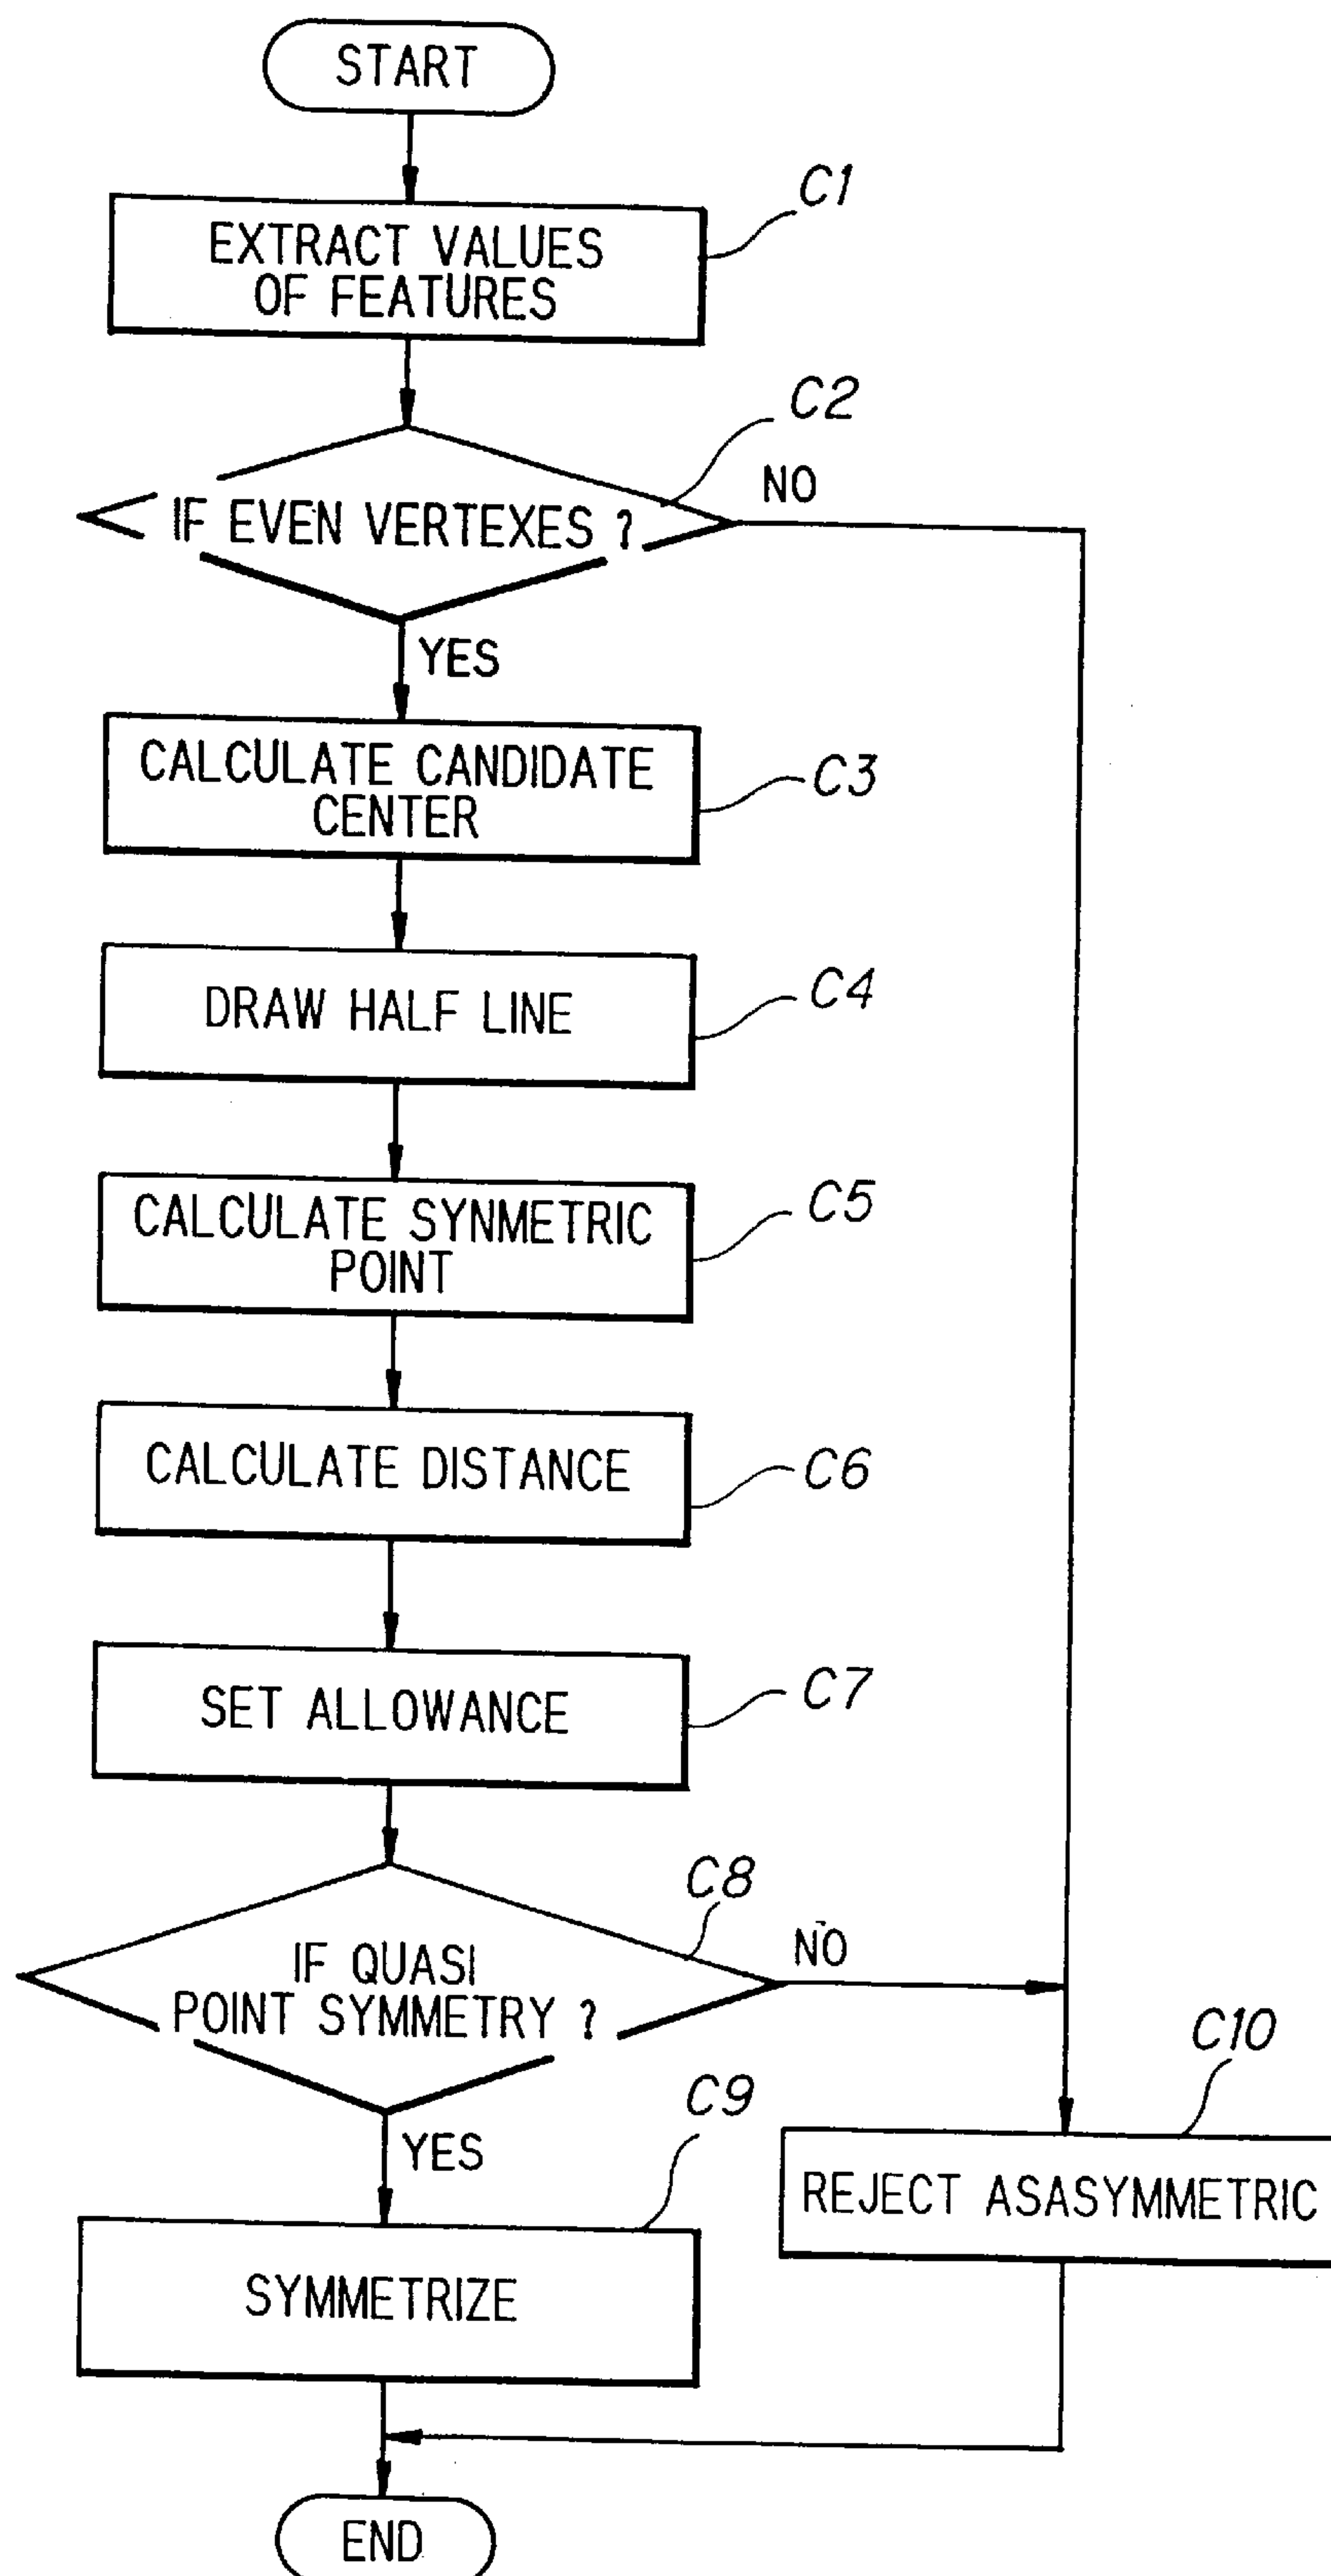 START
C1
EXTRACT VALUES
OF FEATURES
C2
NO
IF EVEN VERTEXES ?
YES
CALCULATE CANDIDATE
CENTER
C3
DRAW HALF LINE
C4
CALCULATE SYNMETRIC
POINT
C5
CALCULATE DISTANCE
C6
SET ALLOWANCE
C7
C8
NO
IF QUASI
POINT SYMMETRY ?
C10
C9
YES
REJECT ASASYMMETRIC
SYMMETRIZE
END